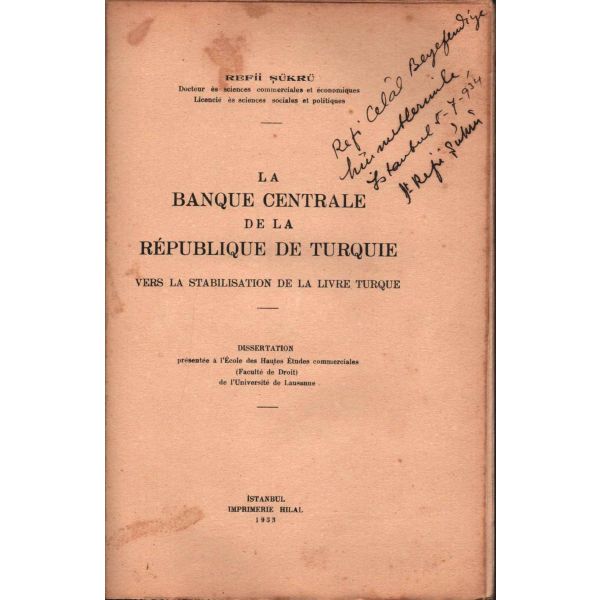 REFİİ ŞÜKRÜ
Docteur ès sciences commerciales et économiques
Licencié ès sciences sociales et politiques
Refi Celâl Beyefendiye
hürmetlerimle
Istanbul 5-7-934
Dr Refii Şükrü
LA
BANQUE CENTRALE
DE LA
RÉPUBLIQUE DE TURQUIE
VERS LA STABILISATION DE LA LIVRE TURQUE
DISSERTATION
présentée à l'École des Hautes Études commerciales
(Faculté de Droit)
de l'Université de Lausanne
İSTANBUL
IMPRIMERIE HILAL
1933